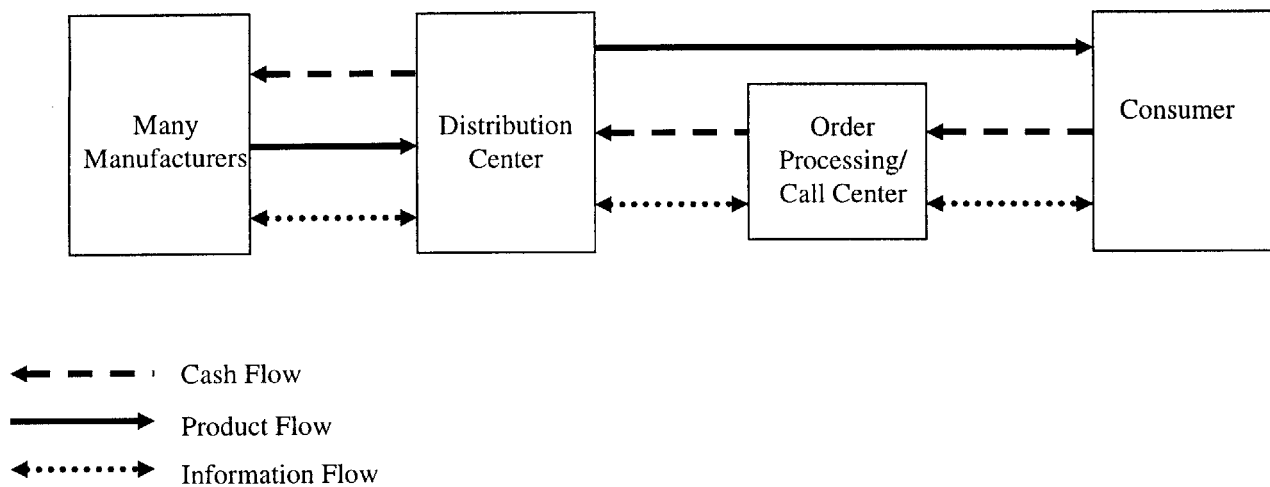 Many
Manufacturers
Distribution
Center
Order
Processing/
Call Center
Consumer
Cash Flow
Product Flow
Information Flow